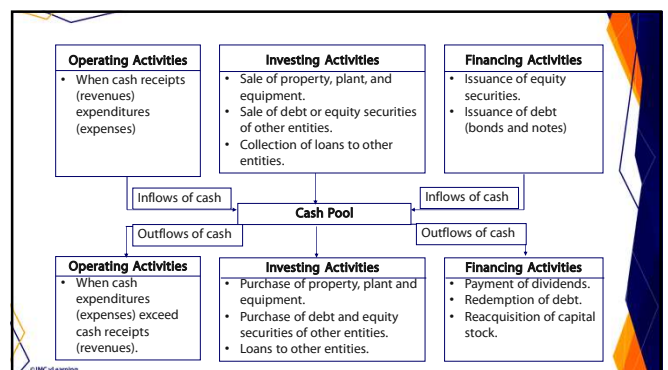 Operating Activities
• When cash receipts
(revenues)
expenditures
(expenses)
Investing Activities
• Sale of property, plant, and
equipment.
• Sale of debt or equity securities
of other entities.
• Collection of loans to other
entities.
Financing Activities
• Issuance of equity
securities.
• Issuance of debt
(bonds and notes)
Inflows of cash
Inflows of cash
Cash Pool
Outflows of cash
Outflows of cash
Operating Activities
• When cash
expenditures
(expenses) exceed
cash receipts
(revenues).
Investing Activities
• Purchase of property, plant and
equipment.
• Purchase of debt and equity
securities of other entities.
• Loans to other entities.
Financing Activities
• Payment of dividends.
• Redemption of debt.
• Reacquisition of capital
stock.